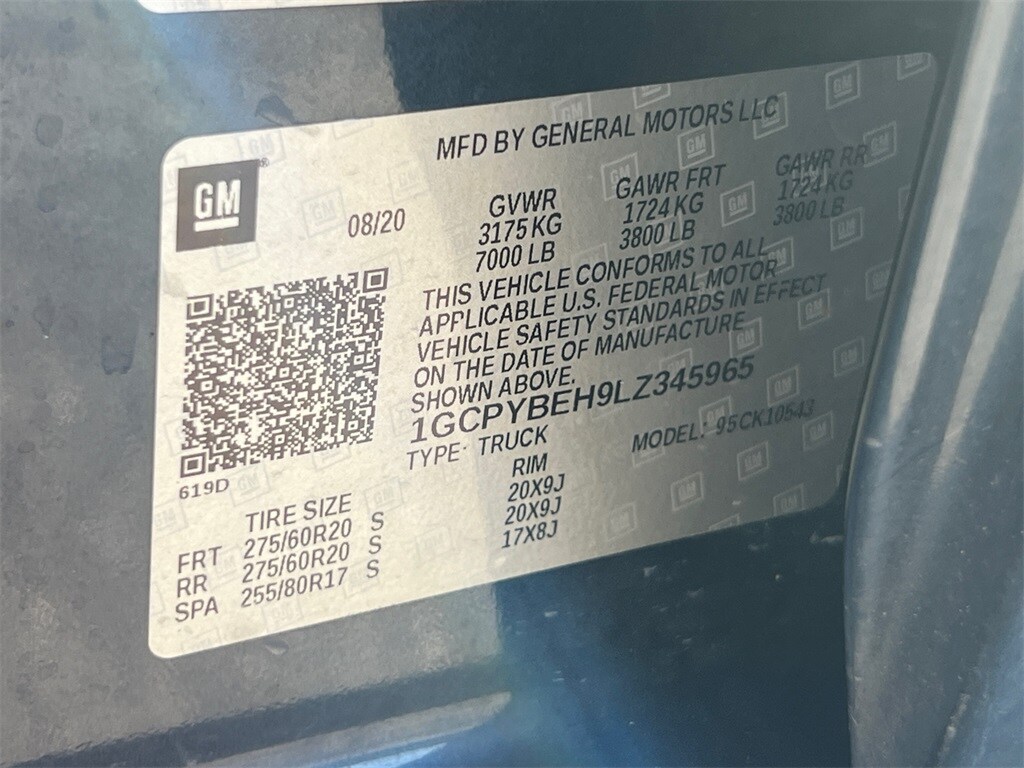 MFD BY GENERAL MOTORS LLC
GM®
08/20
GVWR GAWR FRT GAWR RR
3175KG 1724KG 1724KG
7000 LB 3800 LB 3800 LB
THIS VEHICLE CONFORMS TO ALL
APPLICABLE U.S. FEDERAL MOTOR
VEHICLE SAFETY STANDARDS IN EFFECT
ON THE DATE OF MANUFACTURE
SHOWN ABOVE.
1GCPYBEH9LZ345965
TYPE: TRUCK MODEL: 95CK10543
619D
TIRE SIZE RIM
FRT 275/60R20 S 20X9J
RR 275/60R20 S 20X9J
SPA 255/80R17 S 17X8J